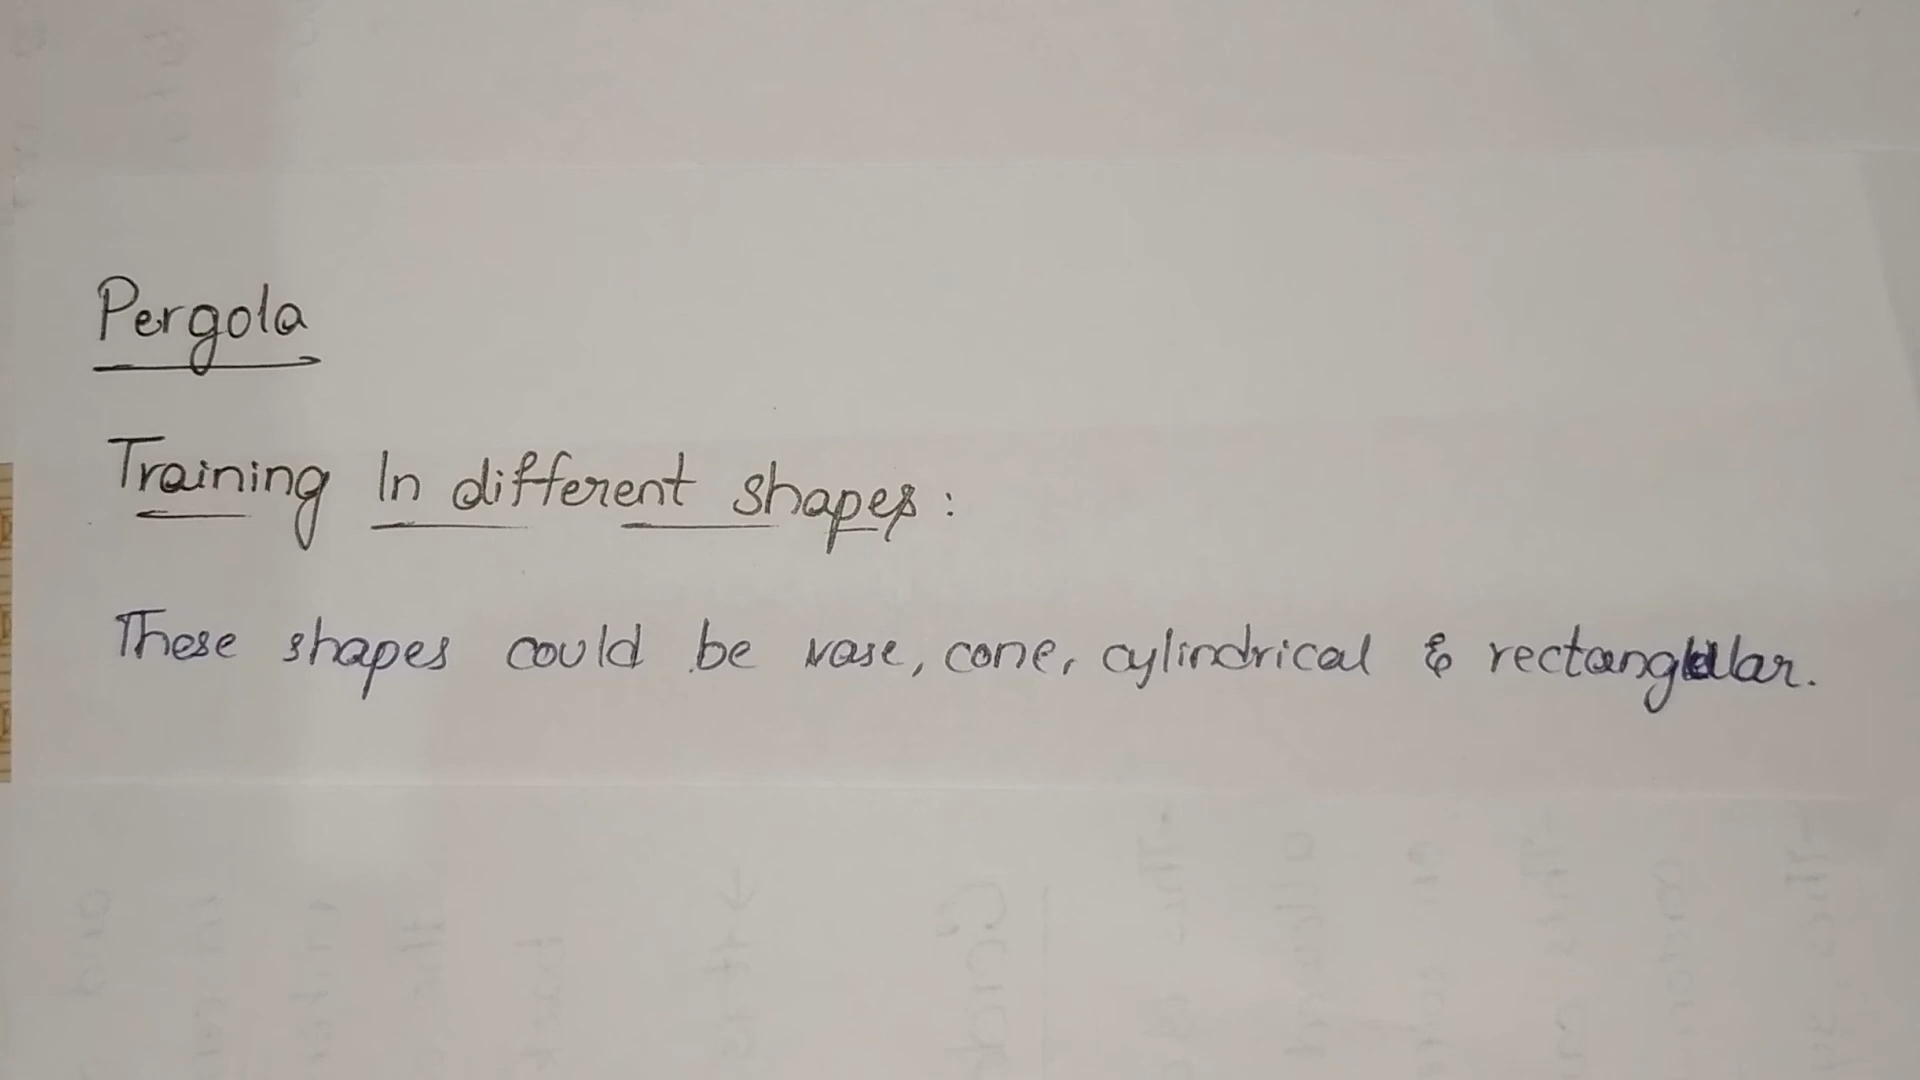 Pergola
Training In different shapes :
These shapes could be vase, cone, cylindrical & rectangular.